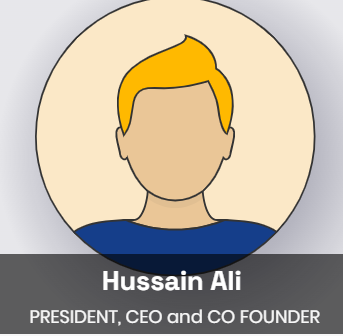 Hussain Ali
PRESIDENT, CEO and CO FOUNDER